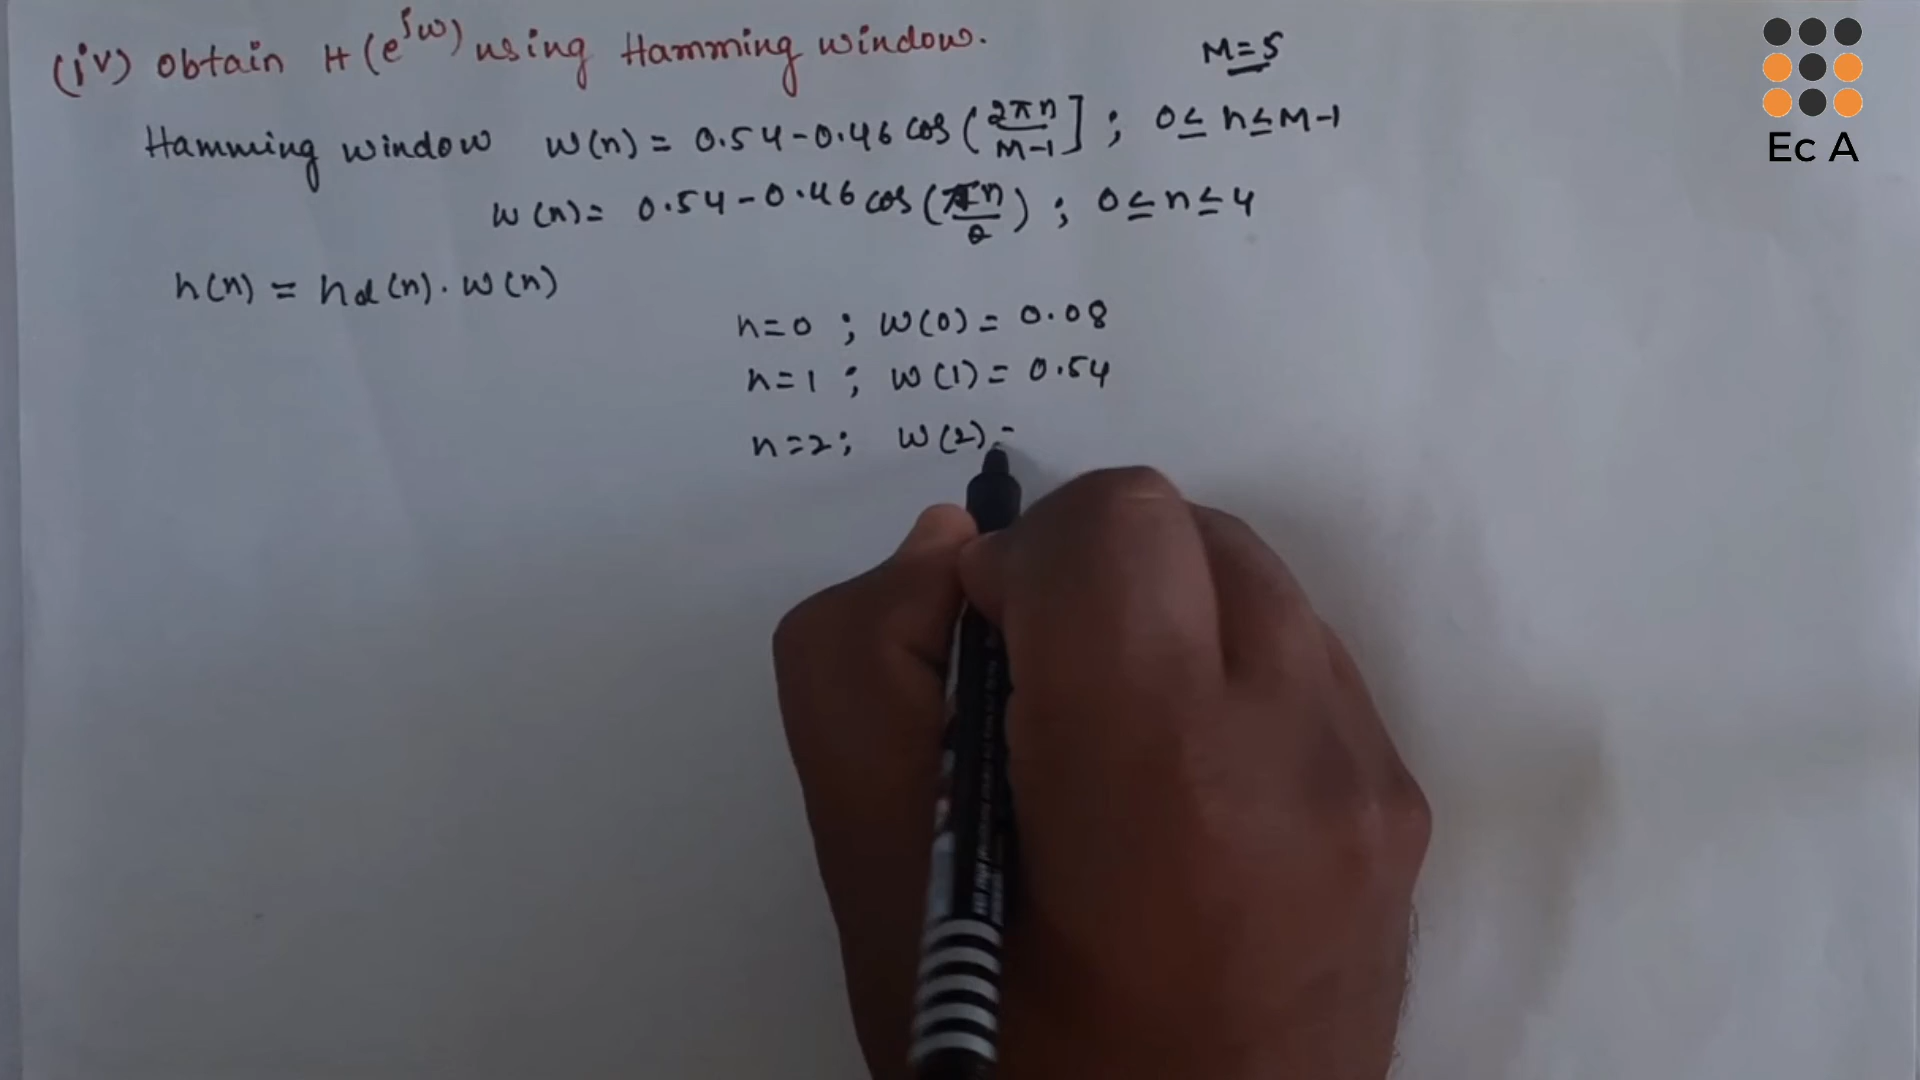 (iv) Obtain H(e^jω) using Hamming window.
M=5
Hamming window w(n) = 0.54-0.46 cos(2πn/M-1] ; 0≤n≤M-1
w(n)= 0.54-0.46 cos(πn/2) ; 0≤n≤4
h(n) = hd(n).w(n)
n=0 ; w(0)= 0.08
n=1 ; w(1)= 0.54
n=2; w(2)=
Ec A